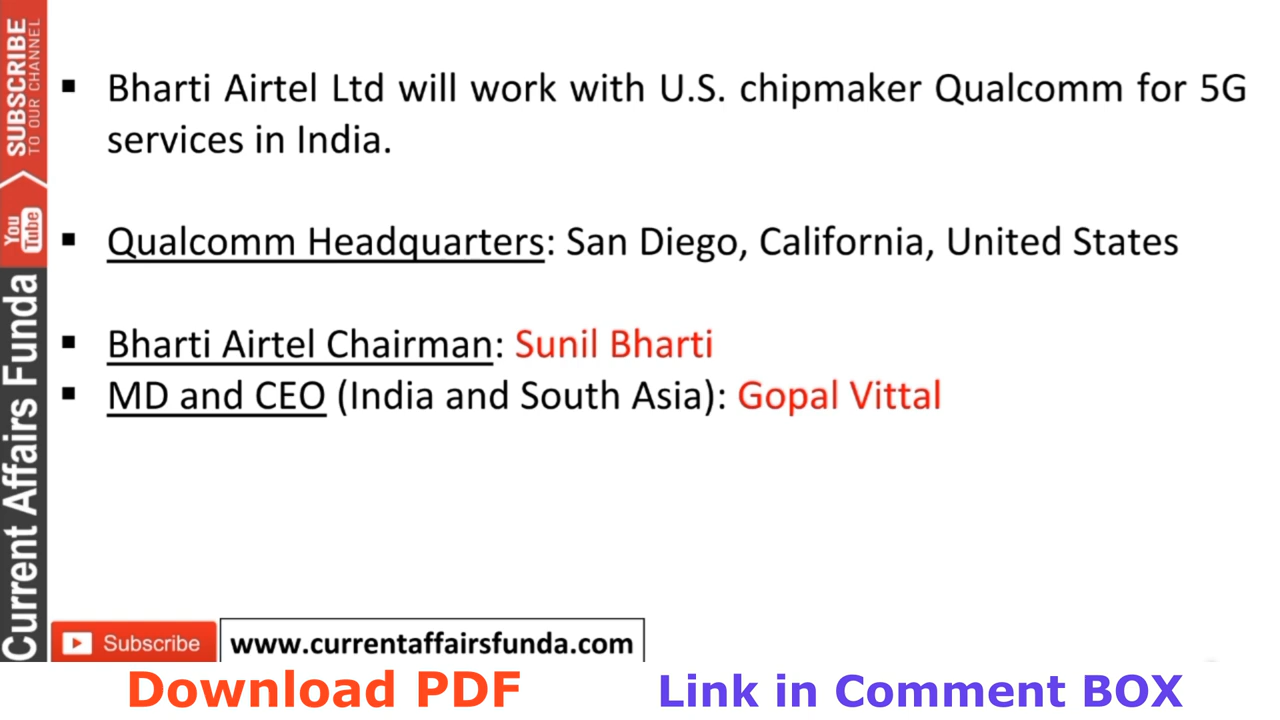 SUBSCRIBE
TO OUR CHANNEL
You
Tube
Current Affairs Funda
▪ Bharti Airtel Ltd will work with U.S. chipmaker Qualcomm for 5G
services in India.
▪ Qualcomm Headquarters: San Diego, California, United States
▪ Bharti Airtel Chairman: Sunil Bharti
▪ MD and CEO (India and South Asia): Gopal Vittal
Subscribe
www.currentaffairsfunda.com
Download PDF
Link in Comment BOX